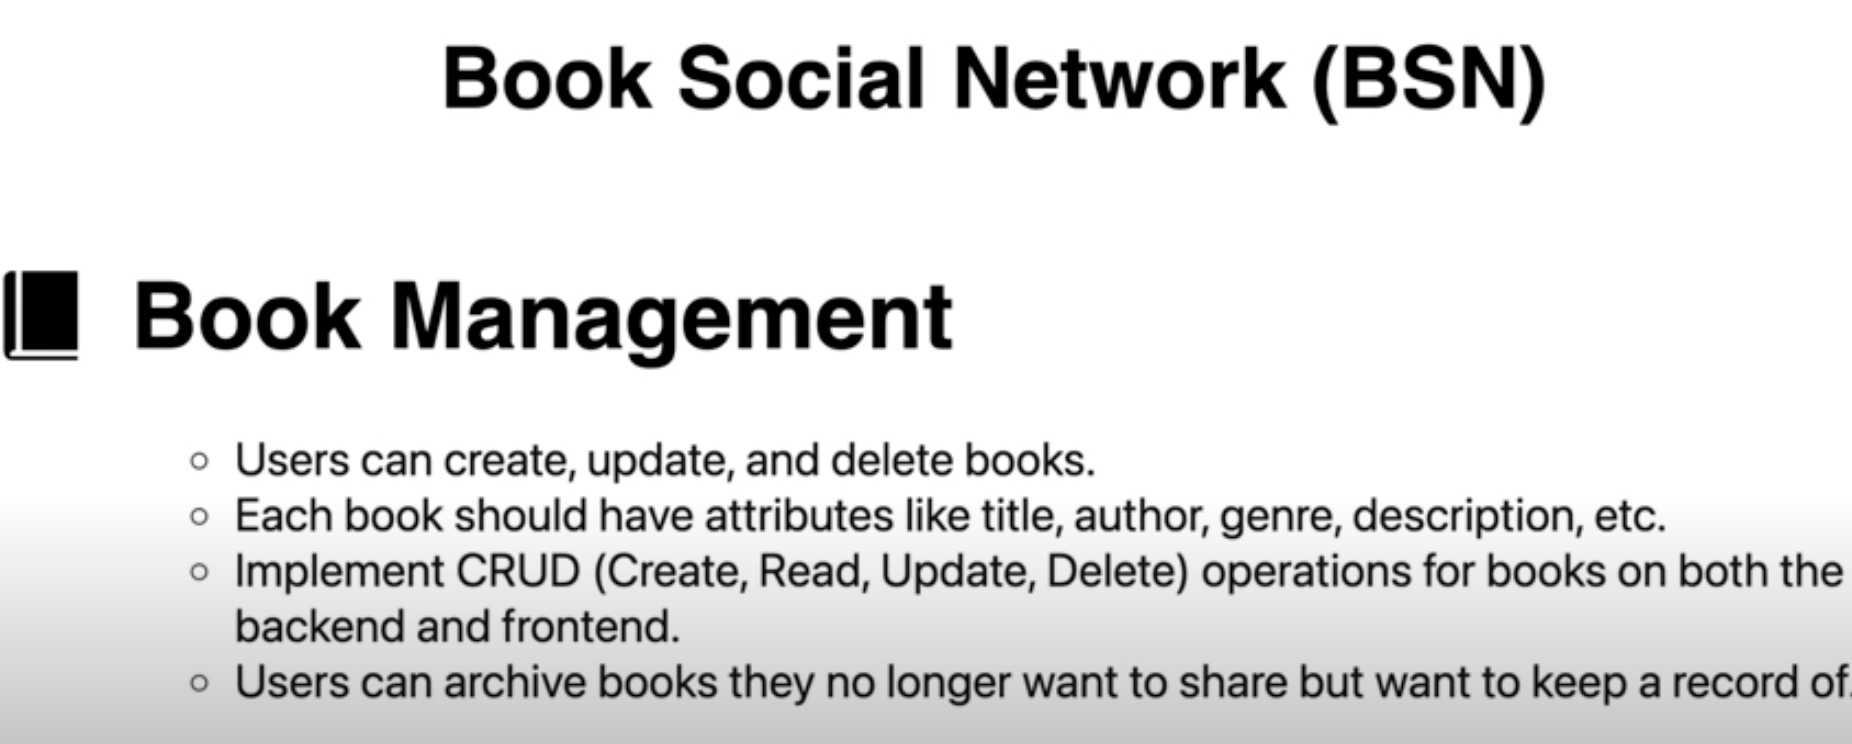 Book Social Network (BSN)
Book Management
Users can create, update, and delete books.
Each book should have attributes like title, author, genre, description, etc.
Implement CRUD (Create, Read, Update, Delete) operations for books on both the
backend and frontend.
Users can archive books they no longer want to share but want to keep a record of.